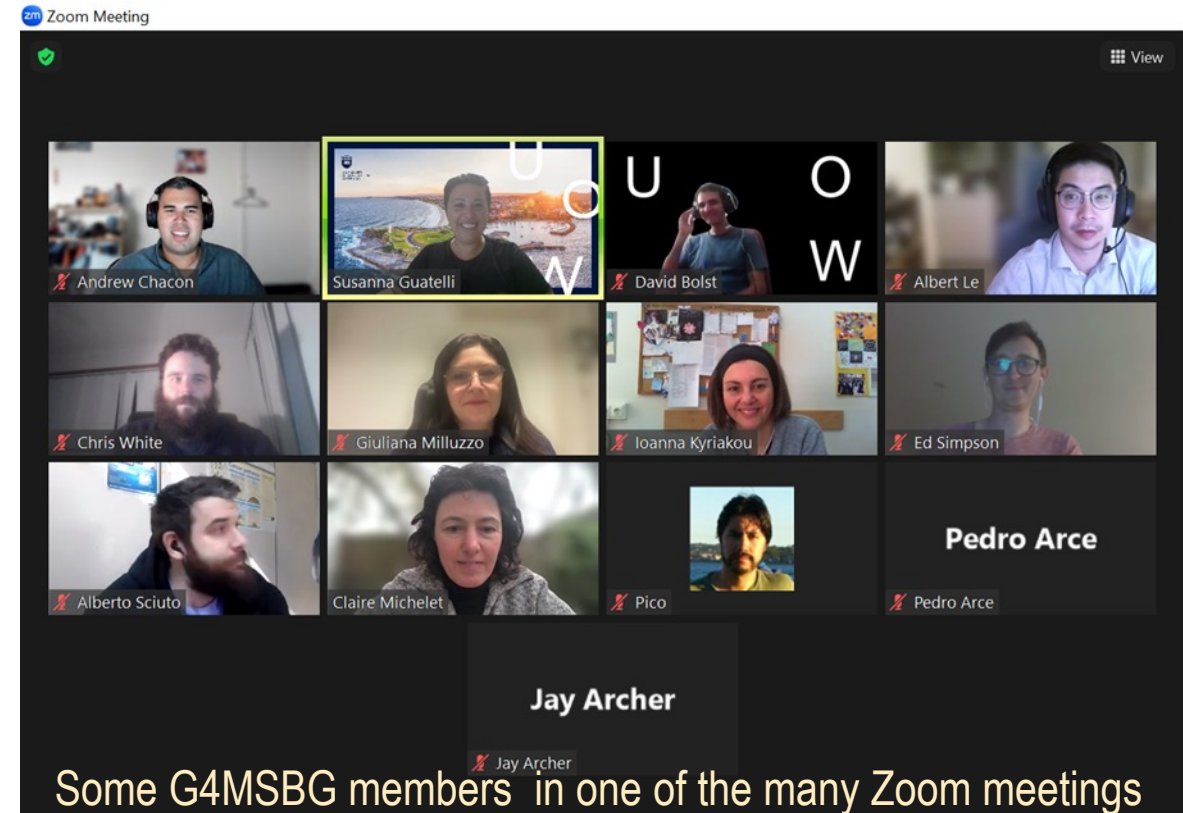 zm Zoom Meeting
View
U
O
W
U
O
W
Andrew Chacon
Susanna Guatelli
David Bolst
Albert Le
Chris White
Giuliana Milluzzo
Ioanna Kyriakou
Ed Simpson
Alberto Sciuto
Claire Michelet
Pico
Pedro Arce
Pedro Arce
Jay Archer
Jay Archer
Some G4MSBG members in one of the many Zoom meetings